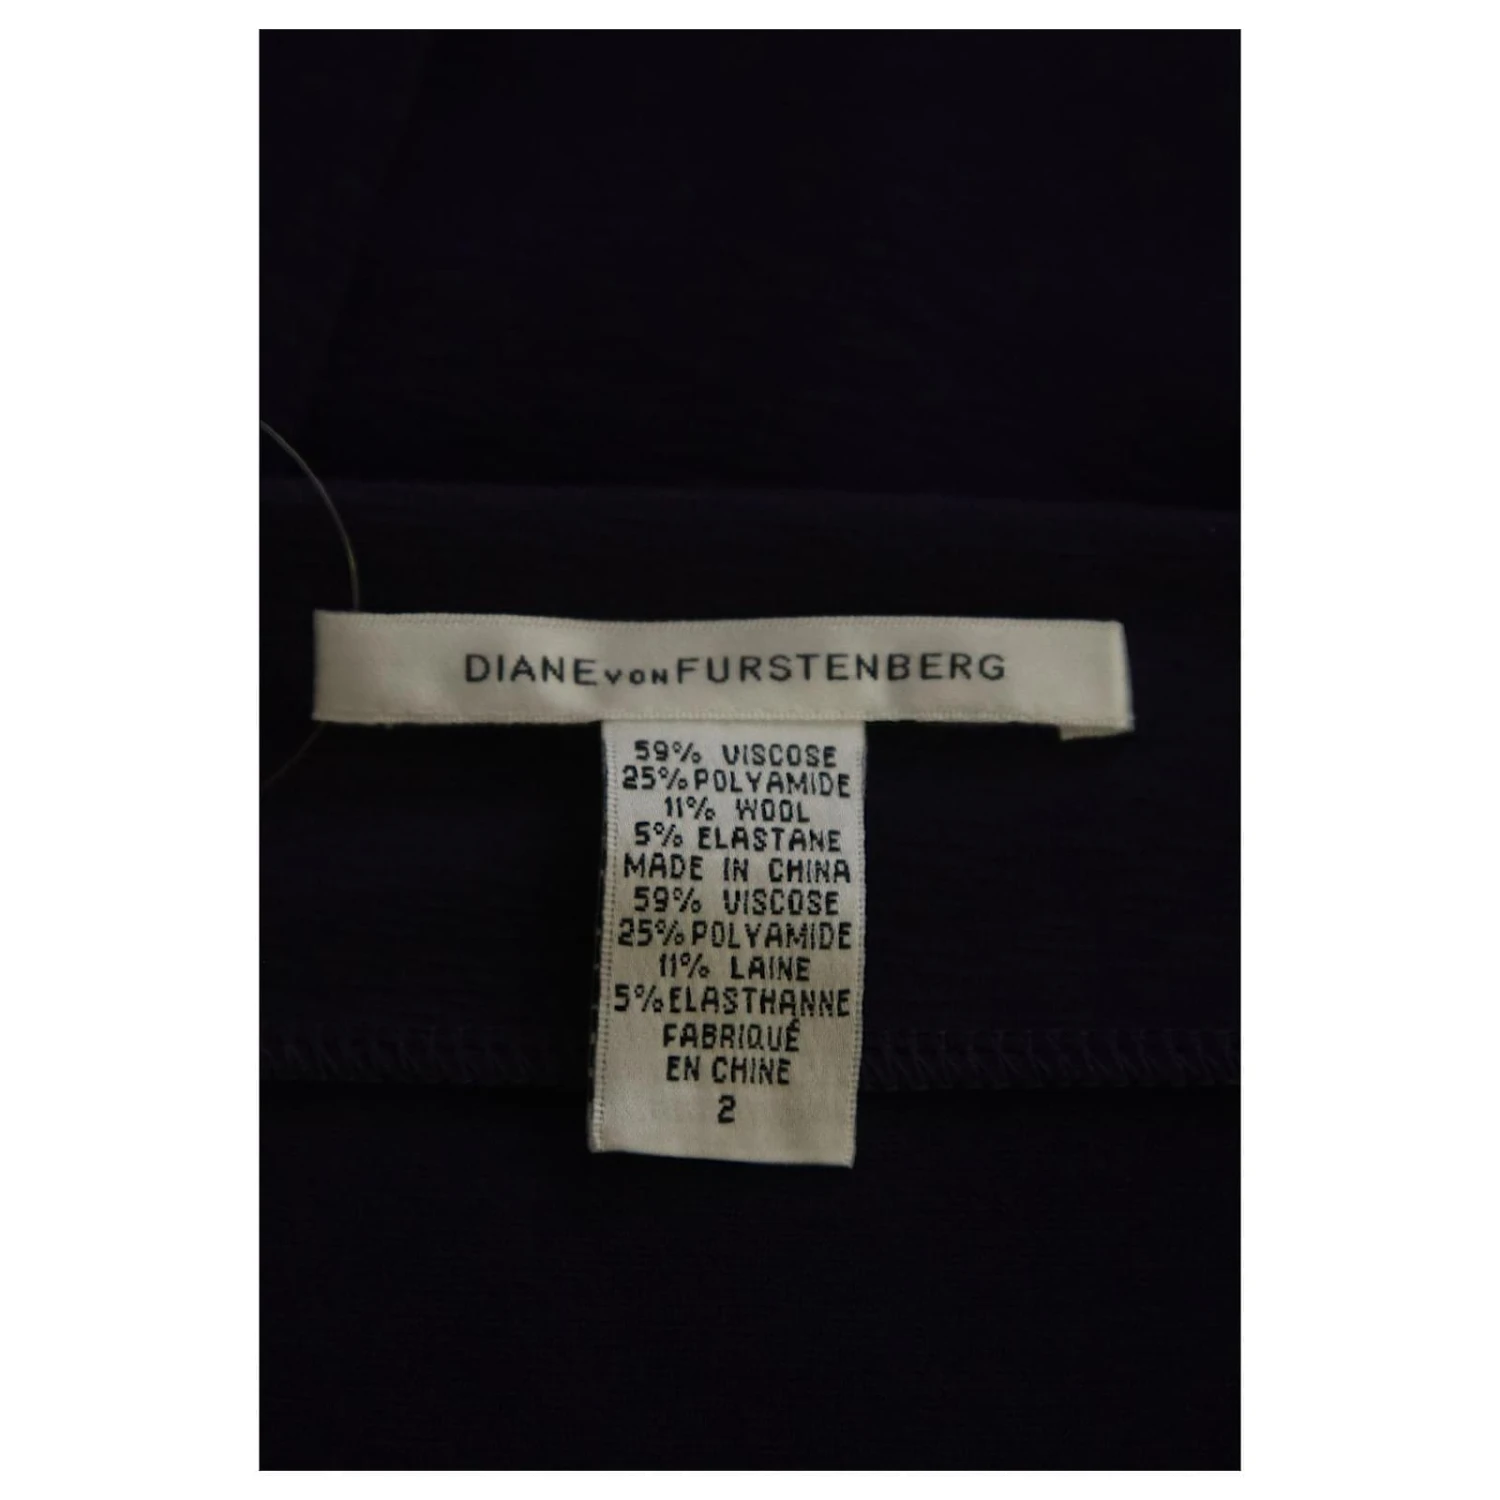 DIANE VON FURSTENBERG
59% VISCOSE
25% POLYAMIDE
11% WOOL
5% ELASTANE
MADE IN CHINA
59% VISCOSE
25% POLYAMIDE
11% LAINE
5% ELASTHANNE
FABRIQUÉ
EN CHINE
2